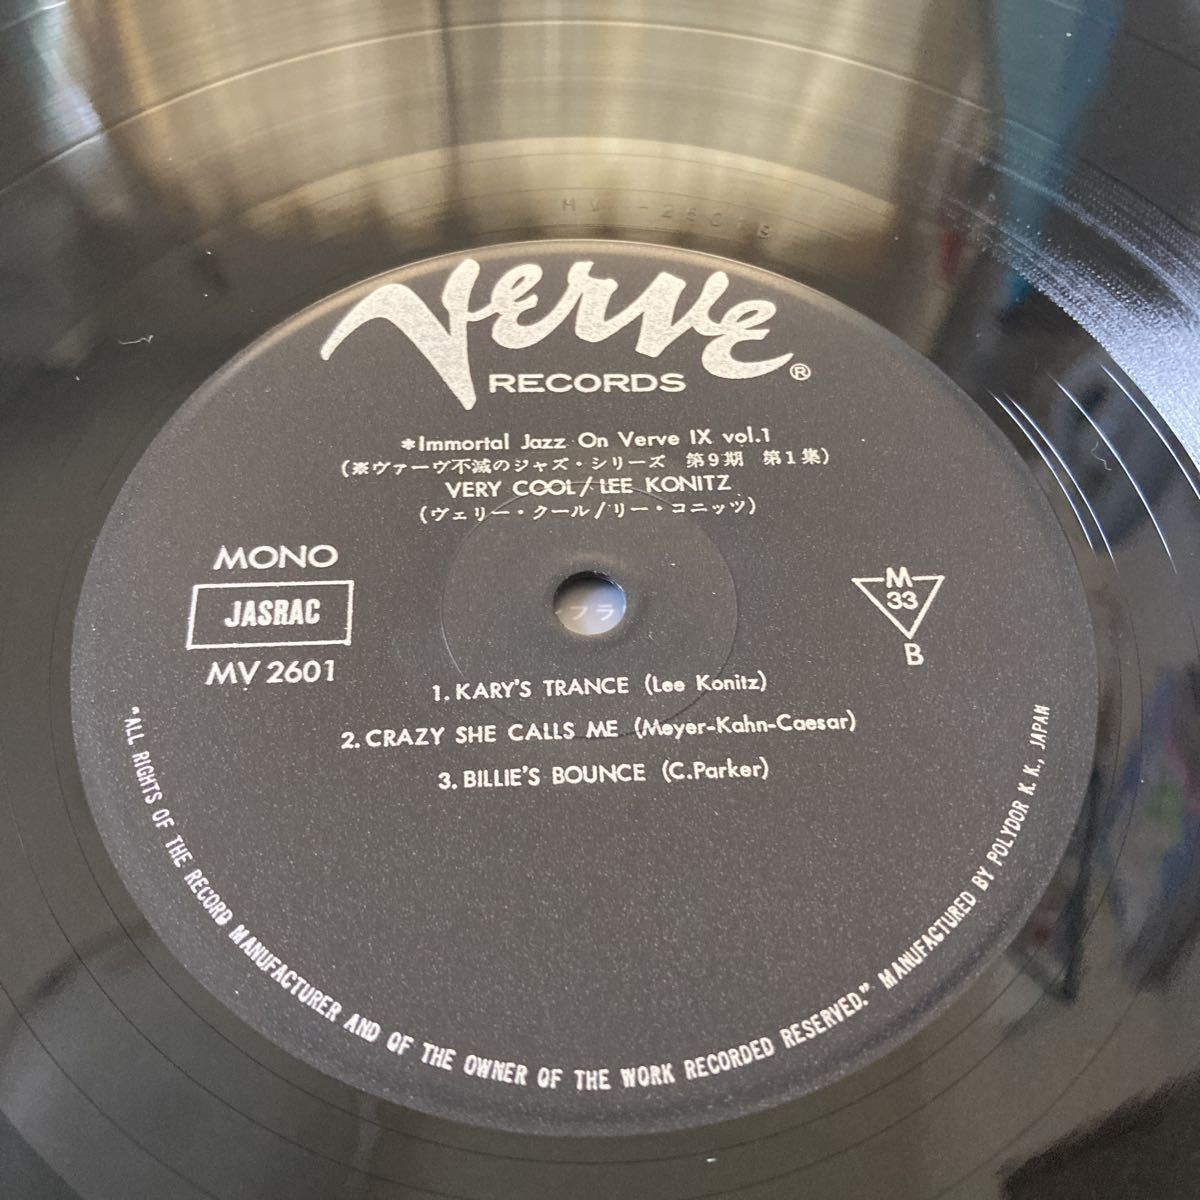 VERVE ®
RECORDS
*Immortal Jazz On Verve IX vol.1
(※ヴァーヴ不滅のジャズ・シリーズ 第9期 第1集)
VERY COOL/LEE KONITZ
(ヴェリー・クール/リー・コニッツ)
MONO
JASRAC
MV 2601
M
33
B
1. KARY'S TRANCE (Lee Konitz)
2. CRAZY SHE CALLS ME (Meyer-Kahn-Caesar)
3. BILLIE'S BOUNCE (C.Parker)
"ALL RIGHTS OF THE RECORD MANUFACTURER AND OF THE OWNER OF THE WORK RECORDED RESERVED." MANUFACTURED BY POLYDOR K. K., JAPAN
フラ